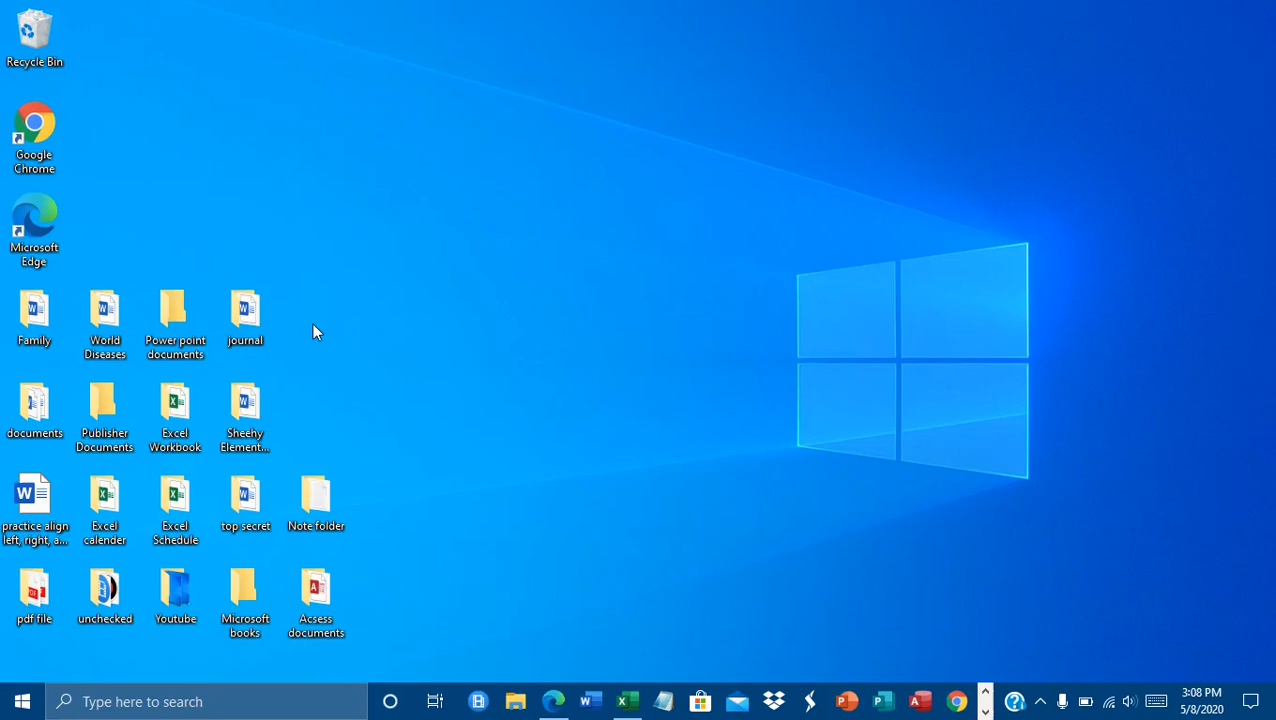 Recycle Bin
Google
Chrome
Microsoft
Edge
Family
World
Diseases
Power point
documents
journal
documents
Publisher
Documents
Excel
Workbook
Sheehy
Element...
practice align
left, right, a...
Excel
calender
Excel
Schedule
top secret
Note folder
pdf file
unchecked
Youtube
Microsoft
books
Acsess
documents
Type here to search
3:08 PM
5/8/2020